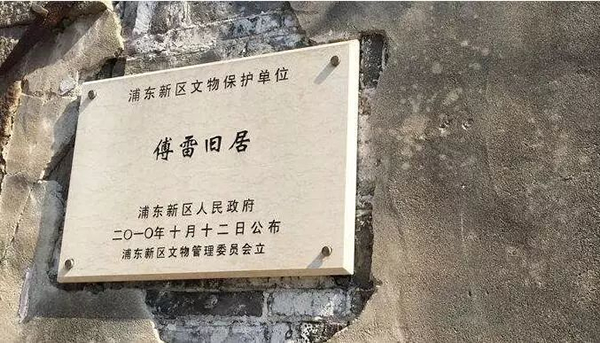 浦东新区文物保护单位
傅雷旧居
浦东新区人民政府
二〇一〇年十月十二日公布
浦东新区文物管理委员会立